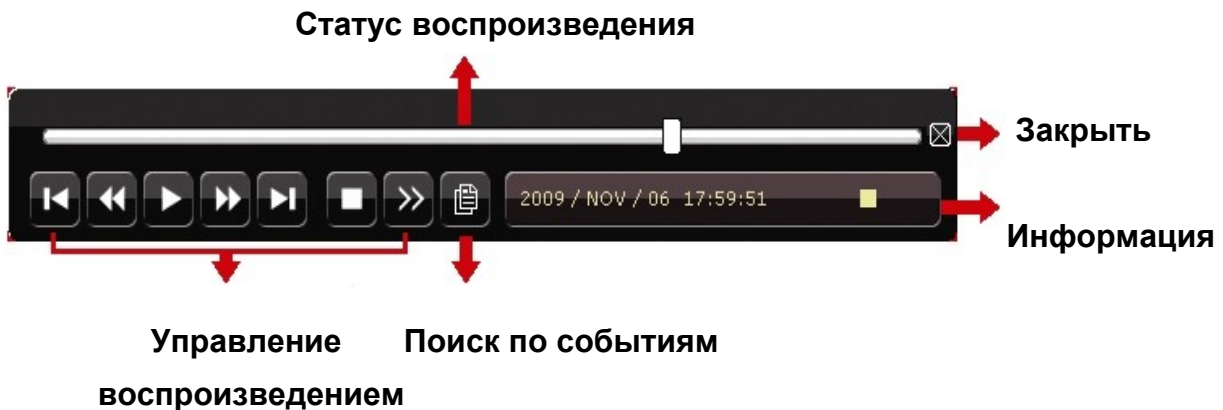 Статус воспроизведения
Закрыть
2009 / NOV / 06 17:59:51
Информация
Управление
воспроизведением
Поиск по событиям